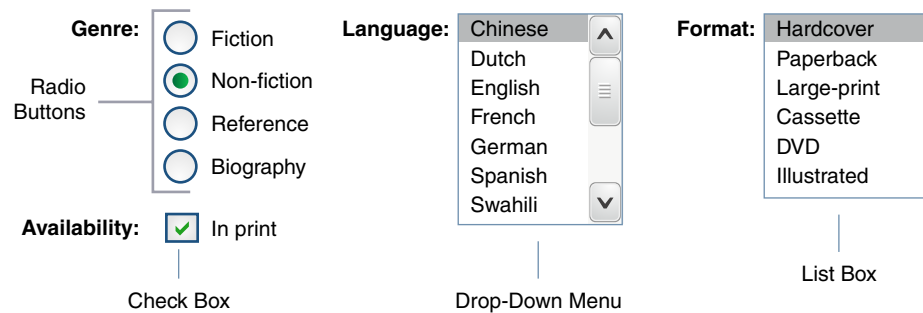 Genre:
Fiction
Non-fiction
Reference
Biography
Radio
Buttons
Availability:
In print
Check Box
Language:
Chinese
Dutch
English
French
German
Spanish
Swahili
Drop-Down Menu
Format:
Hardcover
Paperback
Large-print
Cassette
DVD
Illustrated
List Box